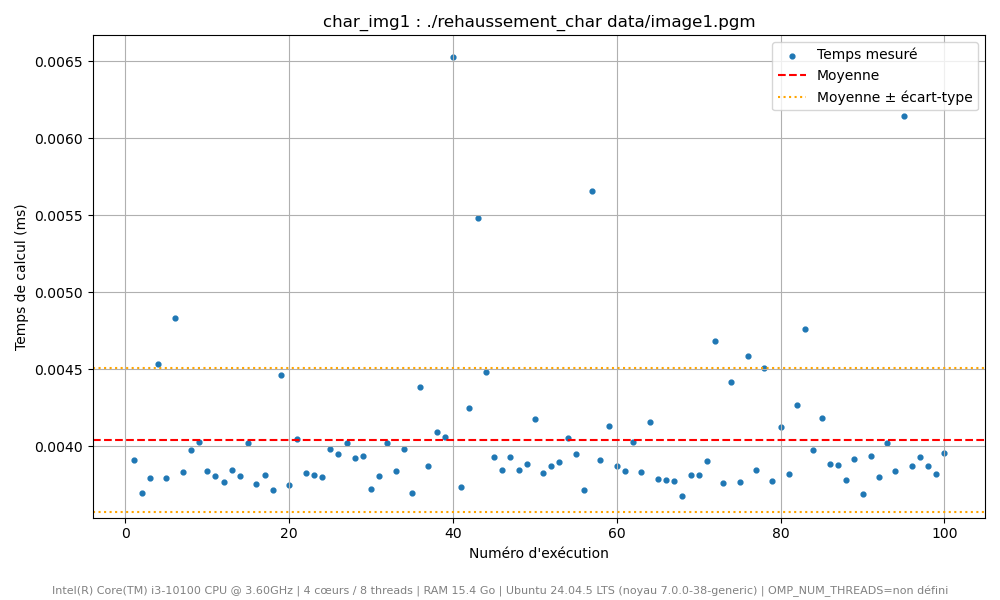 char_img1 : ./rehaussement_char data/image1.pgm
Temps mesuré
Moyenne
Moyenne ± écart-type
Temps de calcul (ms)
0.0065
0.0060
0.0055
0.0050
0.0045
0.0040
0 20 40 60 80 100
Numéro d'exécution
Intel(R) Core(TM) i3-10100 CPU @ 3.60GHz | 4 cœurs / 8 threads | RAM 15.4 Go | Ubuntu 24.04.5 LTS (noyau 7.0.0-38-generic) | OMP_NUM_THREADS=non défini